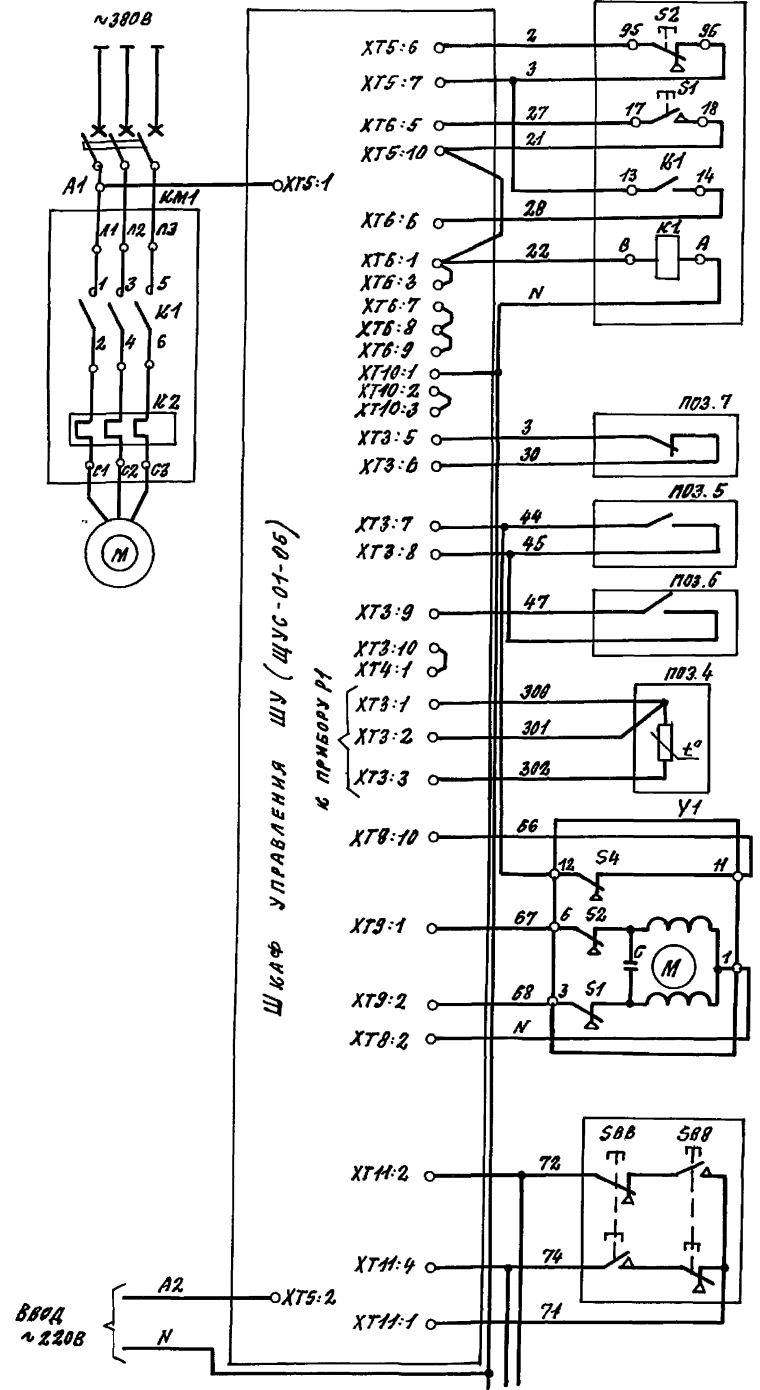 ~380В
А1
КМ1
Л1 Л2 Л3
1 3 5
К1
2 4 6
К2
С1 С2 С3
М
ХТ5:1
Шкаф управления ШУ (ЩУС-01-06)
К прибору Р1
ХТ5:6 2 95 S2 96
ХТ5:7 3
ХТ6:5 27 17 S1 18
ХТ5:10 21
13 К1 14
ХТ6:6 28
ХТ6:1 22 В К1 А
ХТ6:3
N
ХТ6:7
ХТ6:8
ХТ6:9
ХТ10:1
ХТ10:2
ХТ10:3
поз.7
ХТ3:5 3
ХТ3:6 30
поз.5
ХТ3:7 44
ХТ3:8 45
поз.6
ХТ3:9 47
ХТ3:10
ХТ4:1
поз.4
ХТ3:1 300
ХТ3:2 301
t°
ХТ3:3 302
У1
ХТ8:10 66
12 S4 11
ХТ9:1 67 6 S2
С М 1
ХТ9:2 68 3 S1
ХТ8:2 N
SB8
ХТ11:2 72
ХТ11:4 74
ХТ11:1 71
Ввод
~220В
А2
ХТ5:2
N